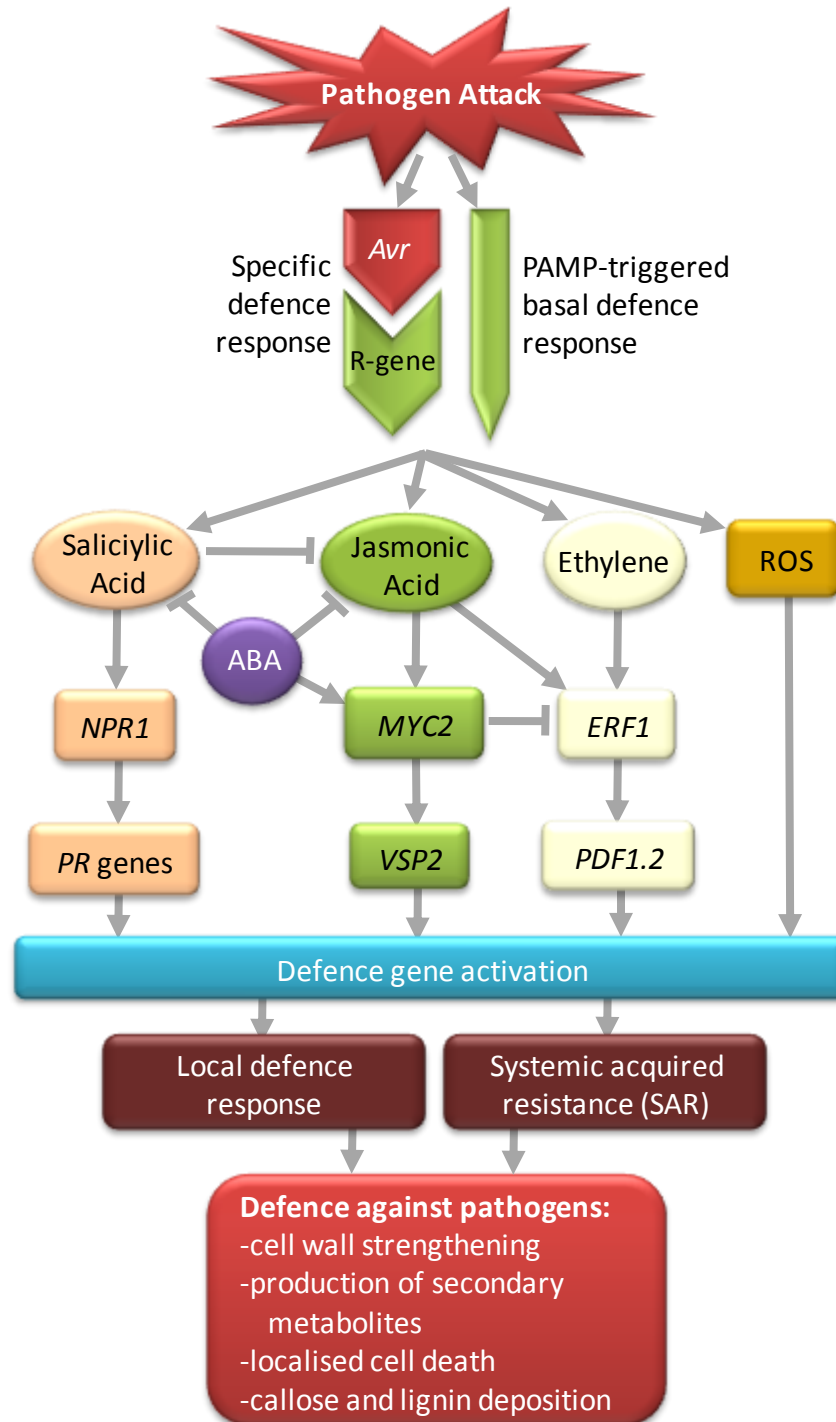 Pathogen Attack
Avr
Specific
defence
response
R-gene
PAMP-triggered
basal defence
response
Saliciylic
Acid
Jasmonic
Acid
Ethylene
ROS
ABA
NPR1
MYC2
ERF1
PR genes
VSP2
PDF1.2
Defence gene activation
Local defence
response
Systemic acquired
resistance (SAR)
Defence against pathogens:
-cell wall strengthening
-production of secondary
metabolites
-localised cell death
-callose and lignin deposition